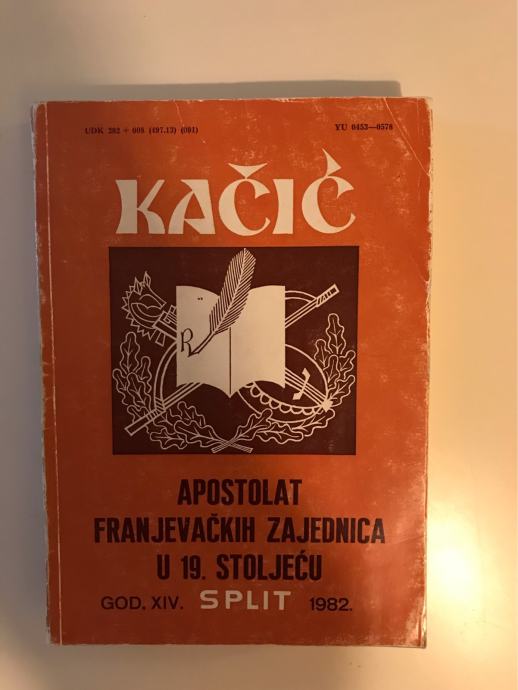 UDK 282 + 008 (497.13) (091) YU 0453—0578
KAČIĆ
R
APOSTOLAT
FRANJEVAČKIH ZAJEDNICA
U 19. STOLJEĆU
GOD. XIV. SPLIT 1982.